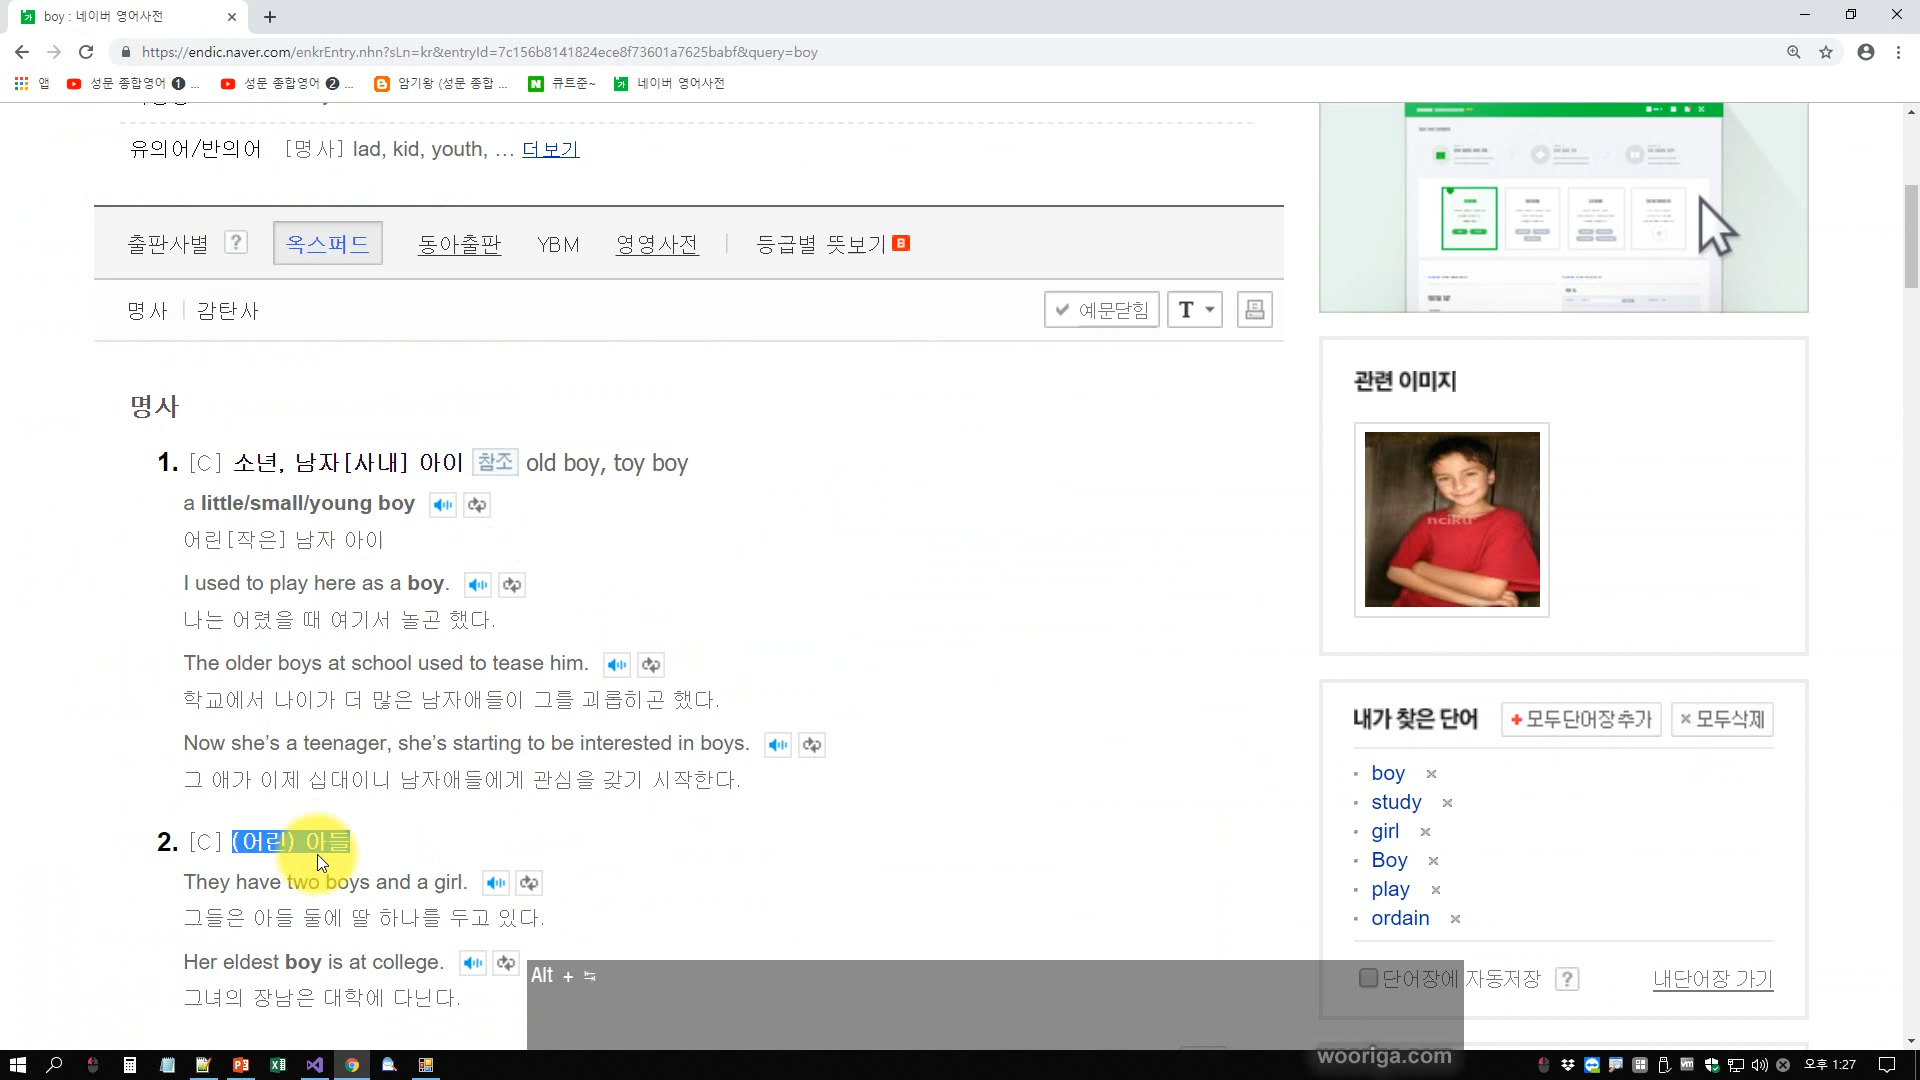 boy : 네이버 영어사전
https://endic.naver.com/enkrEntry.nhn?sLn=kr&entryId=7c156b8141824ece8f73601a7625babf&query=boy
앱 성문 종합영어 ❶ ... 성문 종합영어 ❷ ... 암기왕 (성문 종합 ... 큐트준~ 네이버 영어사전
유의어/반의어 [명사] lad, kid, youth, … 더보기
출판사별 ? 옥스퍼드 동아출판 YBM 영영사전 등급별 뜻보기 B
명사 감탄사 예문닫힘 T
명사
1. [C] 소년, 남자[사내] 아이 참조 old boy, toy boy
a little/small/young boy
어린[작은] 남자 아이
I used to play here as a boy.
나는 어렸을 때 여기서 놀곤 했다.
The older boys at school used to tease him.
학교에서 나이가 더 많은 남자애들이 그를 괴롭히곤 했다.
Now she’s a teenager, she’s starting to be interested in boys.
그 애가 이제 십대이니 남자애들에게 관심을 갖기 시작한다.
2. [C] (어린) 아들
They have two boys and a girl.
그들은 아들 둘에 딸 하나를 두고 있다.
Her eldest boy is at college.
그녀의 장남은 대학에 다닌다.
관련 이미지
nciku
내가 찾은 단어 모두단어장추가 모두삭제
boy
study
girl
Boy
play
ordain
단어장에 자동저장 ? 내단어장 가기
Alt + ↹
wooriga.com
오후 1:27